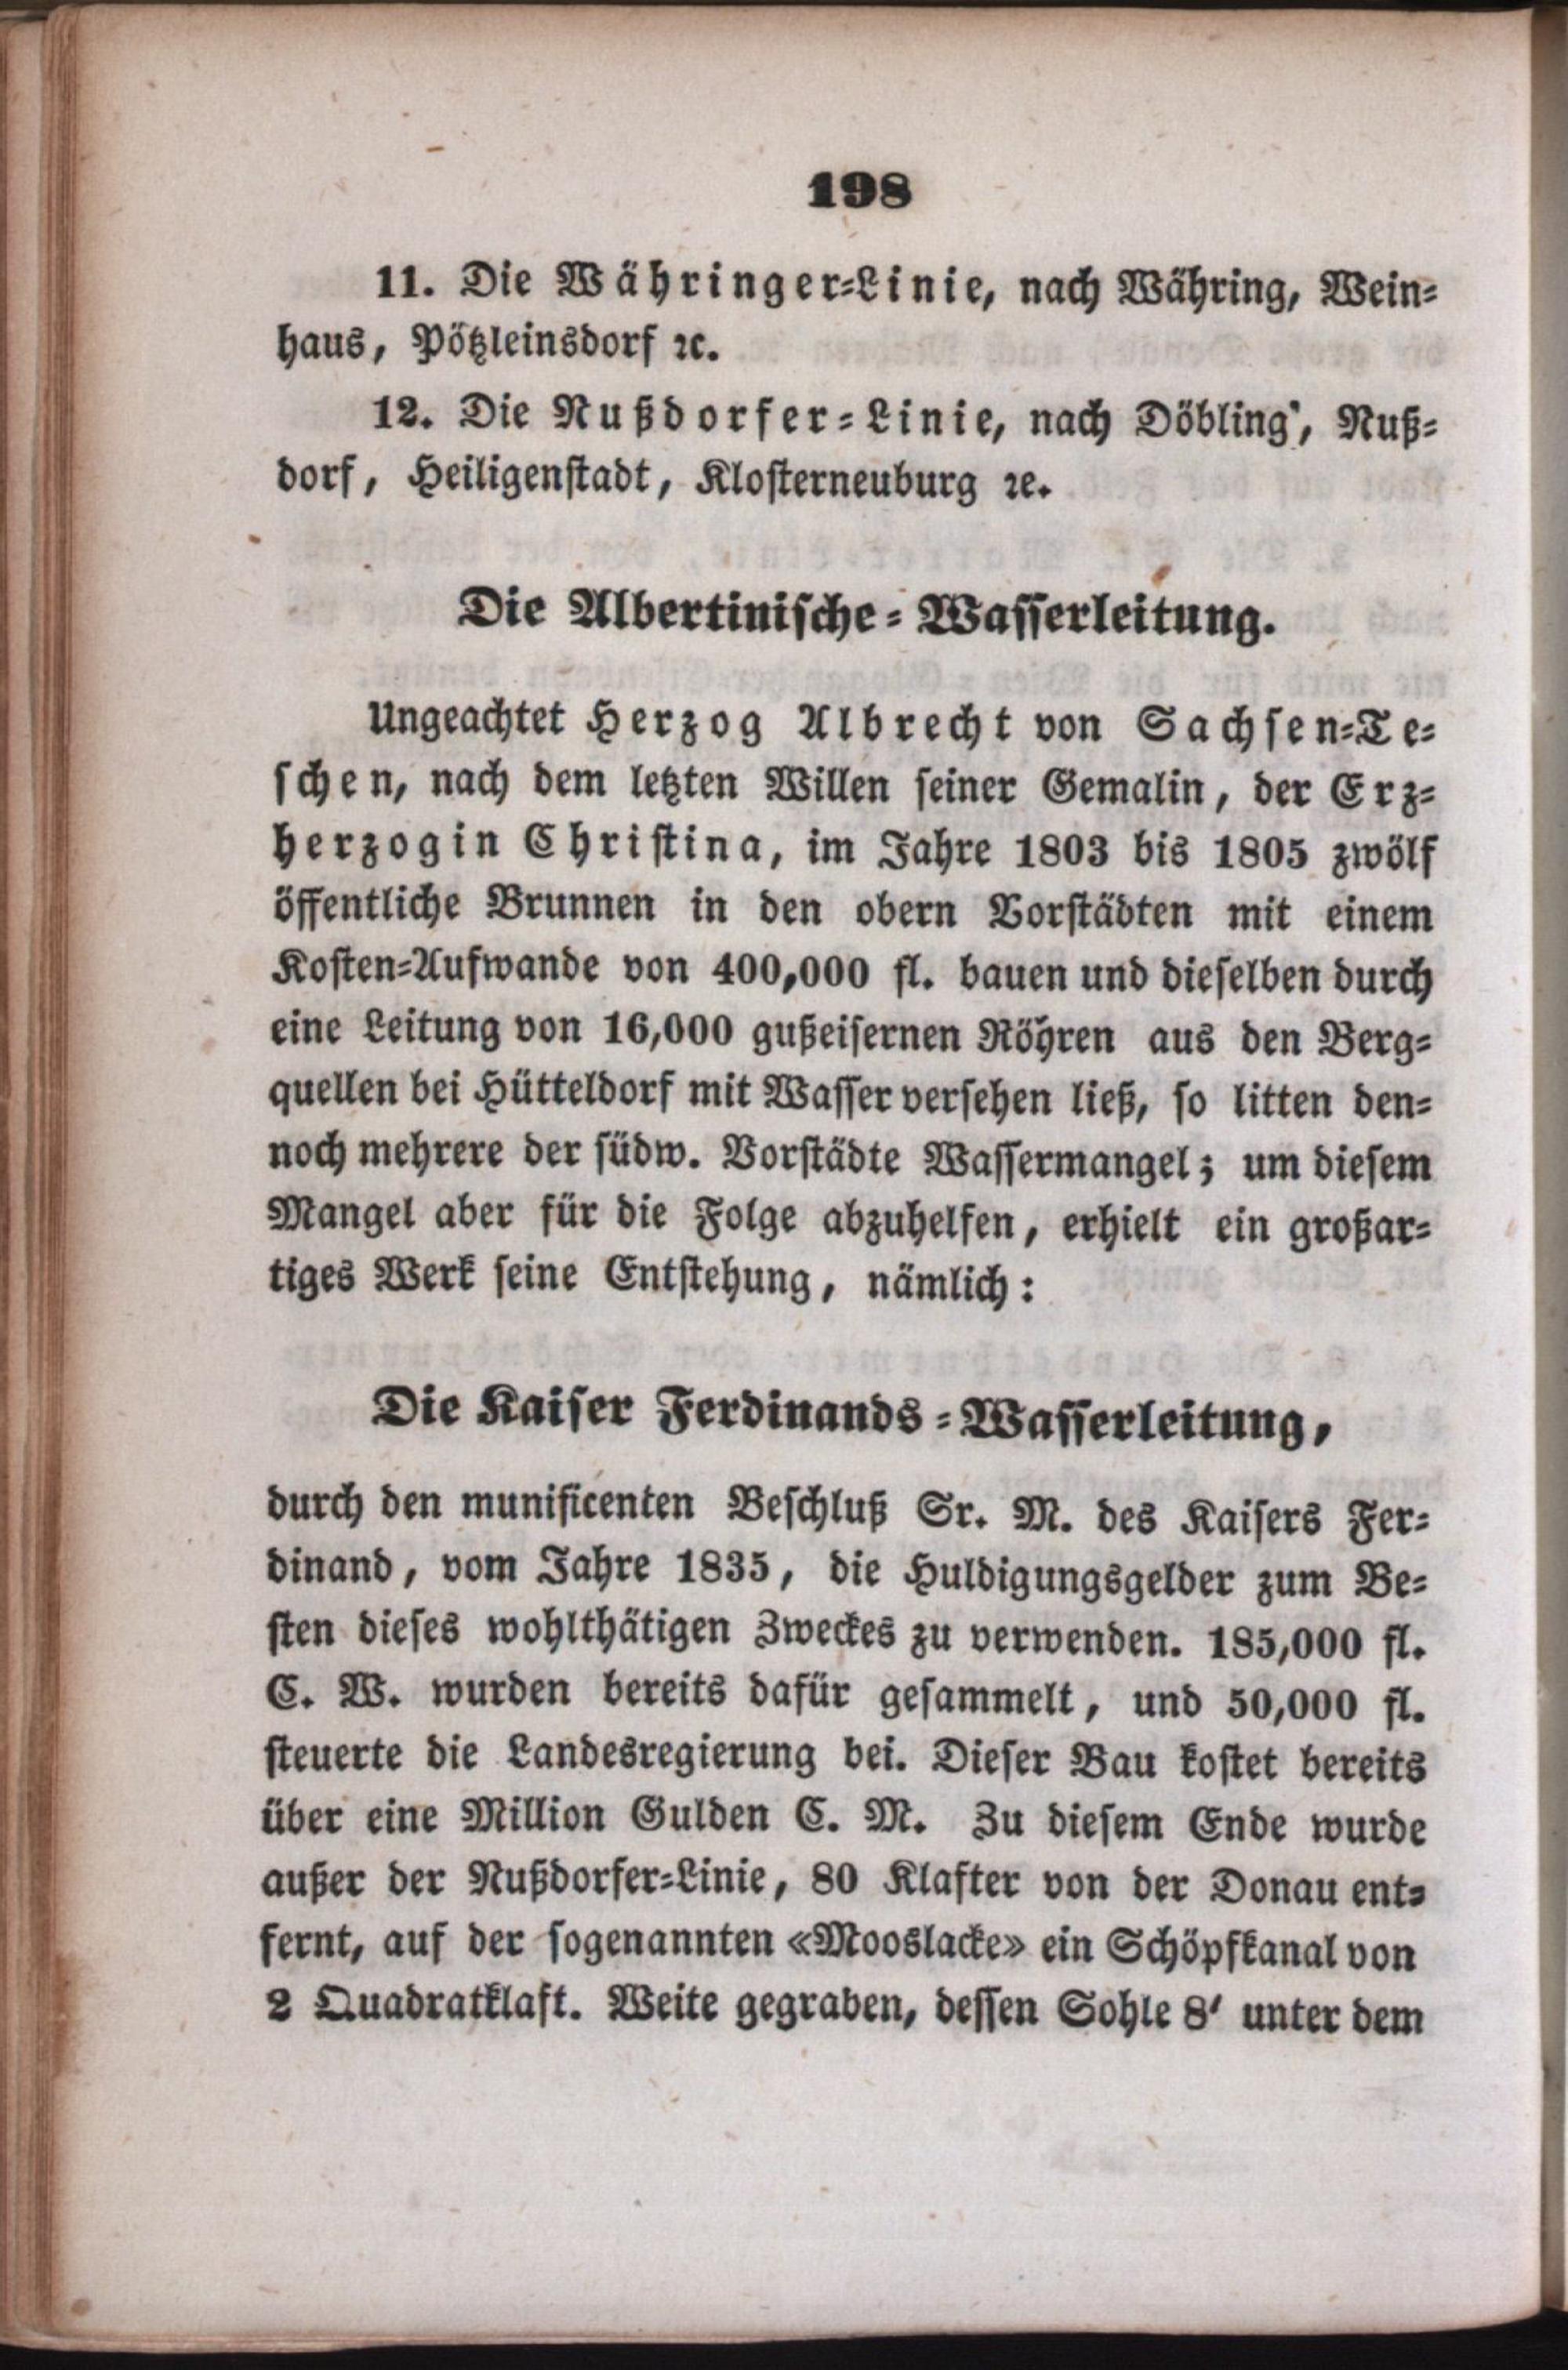 198
11. Die Währinger-Linie, nach Währing, Wein-
haus, Pötzleinsdorf ꝛc.
12. Die Nußdorfer-Linie, nach Döbling, Nuß-
dorf, Heiligenstadt, Klosterneuburg ꝛe.
Die Albertinische-Wasserleitung.
Ungeachtet Herzog Albrecht von Sachsen-Te-
schen, nach dem letzten Willen seiner Gemalin, der Erz-
herzogin Christina, im Jahre 1803 bis 1805 zwölf
öffentliche Brunnen in den obern Vorstädten mit einem
Kosten-Aufwande von 400,000 fl. bauen und dieselben durch
eine Leitung von 16,000 gußeisernen Röhren aus den Berg-
quellen bei Hütteldorf mit Wasser versehen ließ, so litten den-
noch mehrere der südw. Vorstädte Wassermangel; um diesem
Mangel aber für die Folge abzuhelfen, erhielt ein großar-
tiges Werk seine Entstehung, nämlich:
Die Kaiser Ferdinands-Wasserleitung,
durch den munificenten Beschluß Sr. M. des Kaisers Fer-
dinand, vom Jahre 1835, die Huldigungsgelder zum Be-
sten dieses wohlthätigen Zweckes zu verwenden. 185,000 fl.
C. W. wurden bereits dafür gesammelt, und 50,000 fl.
steuerte die Landesregierung bei. Dieser Bau kostet bereits
über eine Million Gulden C. M. Zu diesem Ende wurde
außer der Nußdorfer-Linie, 80 Klafter von der Donau ent-
fernt, auf der sogenannten «Mooslacke» ein Schöpfkanal von
2 Quadratklaft. Weite gegraben, dessen Sohle 8' unter dem